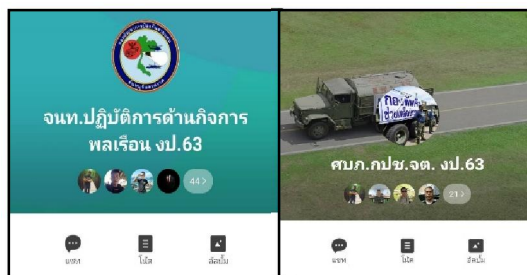 จนท.ปฏิบัติการด้านกิจการ
พลเรือน งป.63
44 >
แชท
โน้ต
อัลบั้ม
ศบภ.กปช.จต. งป.63
21 >
แชท
โน้ต
อัลบั้ม